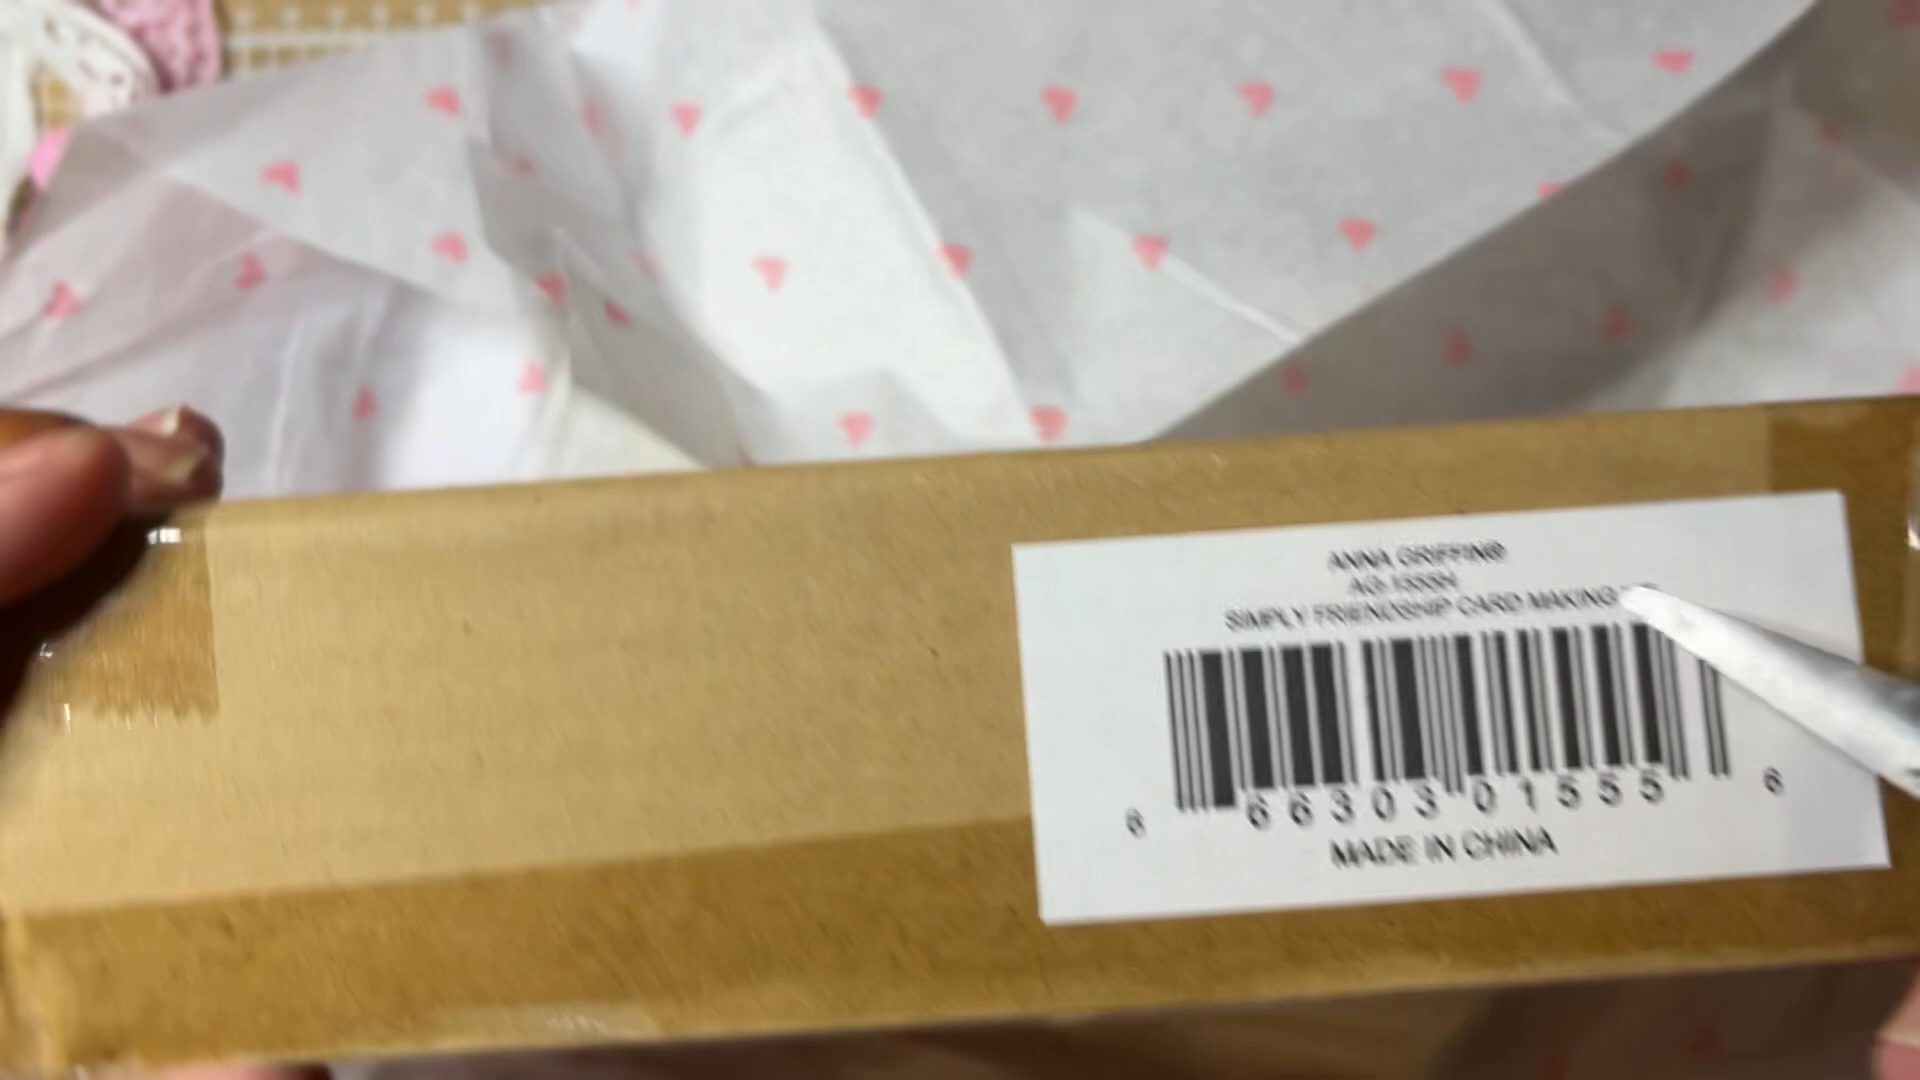 ANNA GRIFFIN®
SIMPLY FRIENDSHIP CARD MAKING
6 66303 01555 6
MADE IN CHINA